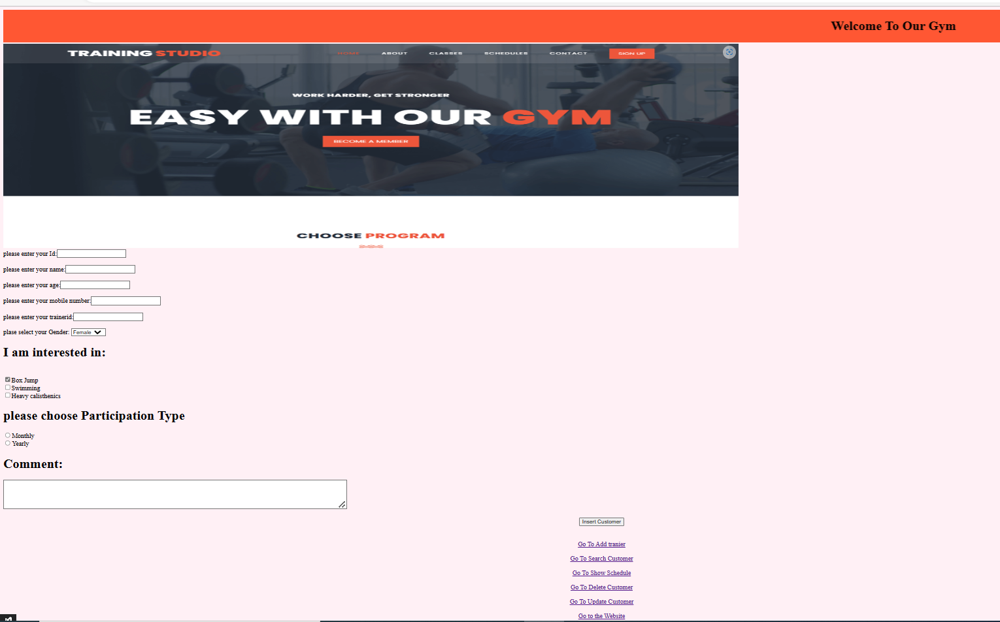 Welcome To Our Gym
TRAINING STUDIO HOME ABOUT CLASSES SCHEDULES CONTACT SIGN UP
WORK HARDER, GET STRONGER
EASY WITH OUR GYM
BECOME A MEMBER
CHOOSE PROGRAM
please enter your Id:
please enter your name:
please enter your age:
please enter your mobile number:
please enter your trainerid:
plase select your Gender: Female
I am interested in:
Box Jump
Swimming
Heavy calisthenics
please choose Participation Type
Monthly
Yearly
Comment:
Insert Customer
Go To Add tranier
Go To Search Customer
Go To Show Schedule
Go To Delete Customer
Go To Update Customer
Go to the Website